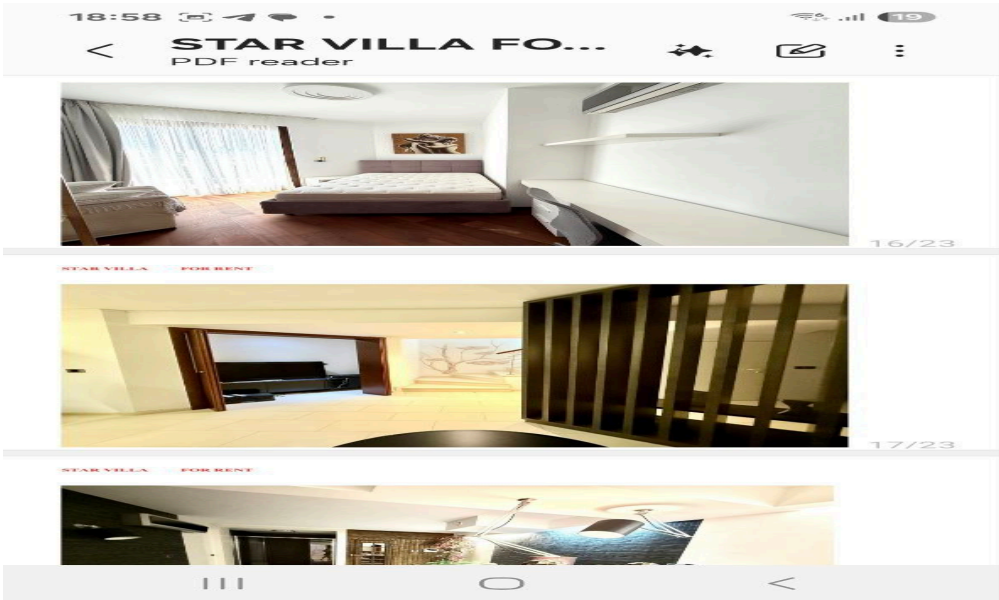 18:58
19
STAR VILLA FO...
PDF reader
16/23
STAR VILLA FOR RENT
17/23
STAR VILLA FOR RENT